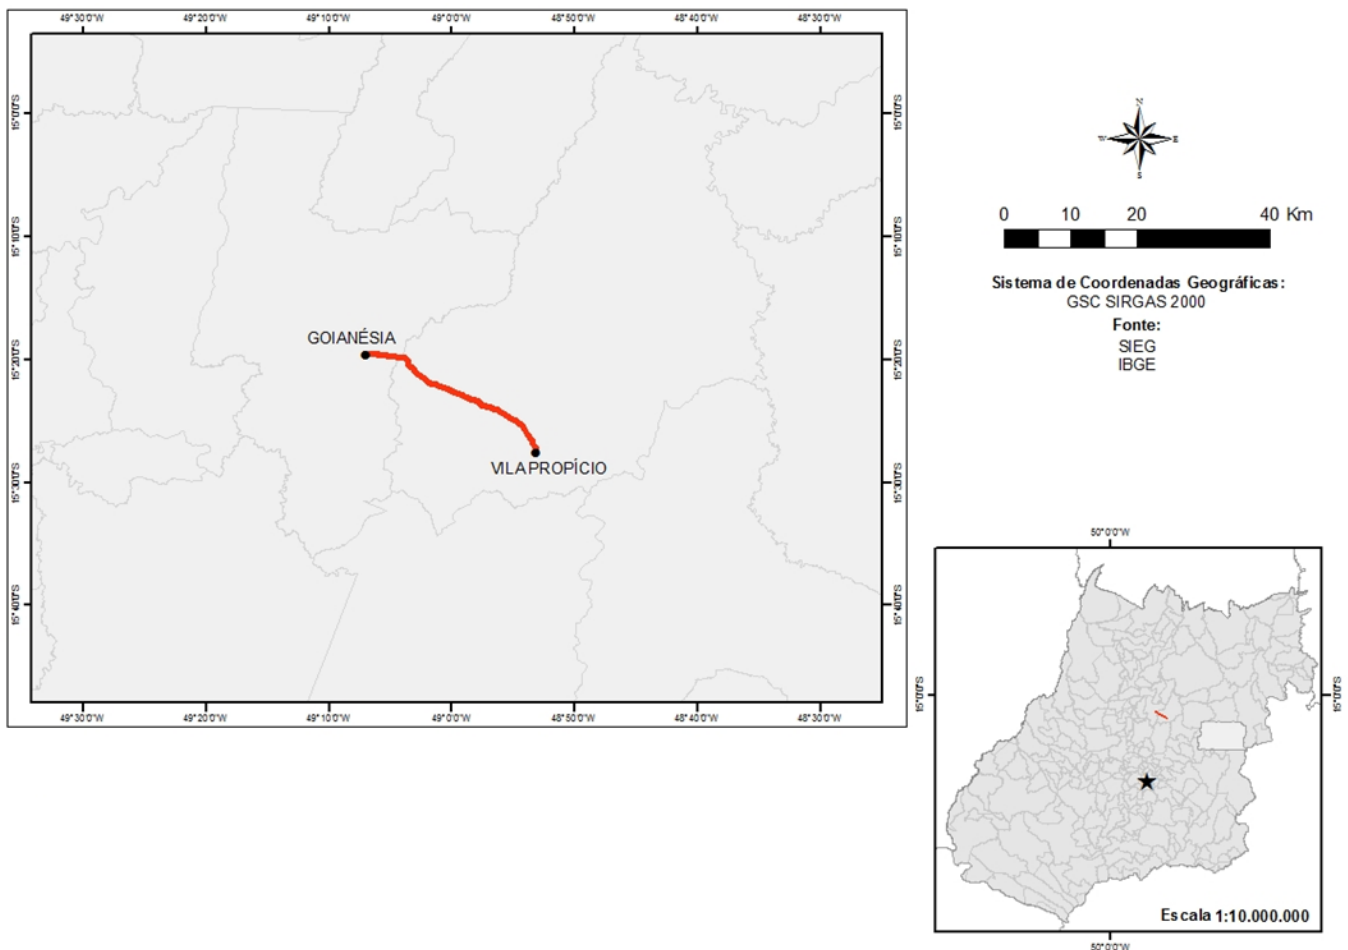 49°30'0"W 49°20'0"W 49°10'0"W 49°0'0"W 48°50'0"W 48°40'0"W 48°30'0"W
15°0'0"S 15°0'0"S
15°10'0"S 15°10'0"S
GOIANÉSIA
15°20'0"S 15°20'0"S
VILA PROPÍCIO
15°30'0"S 15°30'0"S
15°40'0"S 15°40'0"S
49°30'0"W 49°20'0"W 49°10'0"W 49°0'0"W 48°50'0"W 48°40'0"W 48°30'0"W
N
W E
S
0 10 20 40 Km
Sistema de Coordenadas Geográficas:
GSC SIRGAS 2000
Fonte:
SIEG
IBGE
50°0'0"W
15°0'0"S 15°0'0"S
Escala 1:10.000.000
50°0'0"W